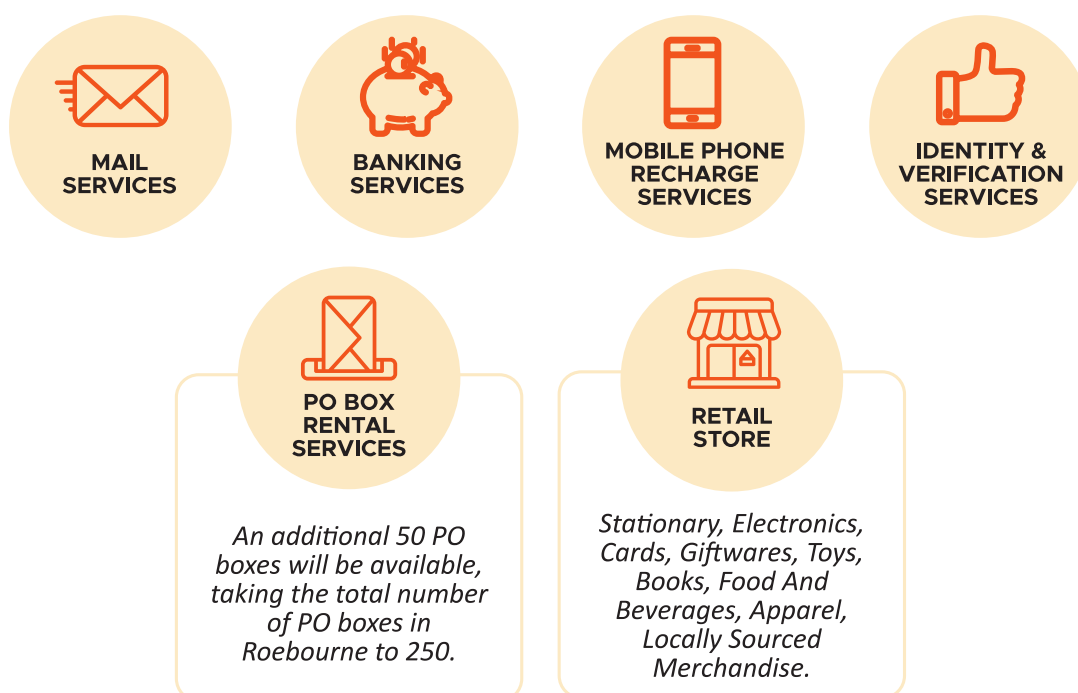 MAIL
SERVICES
BANKING
SERVICES
MOBILE PHONE
RECHARGE
SERVICES
IDENTITY &
VERIFICATION
SERVICES
PO BOX
RENTAL
SERVICES
An additional 50 PO
boxes will be available,
taking the total number
of PO boxes in
Roebourne to 250.
RETAIL
STORE
Stationary, Electronics,
Cards, Giftwares, Toys,
Books, Food And
Beverages, Apparel,
Locally Sourced
Merchandise.